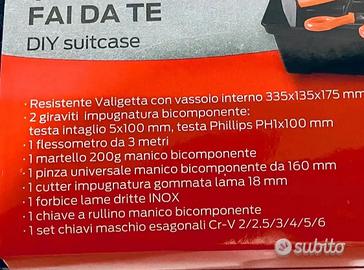 FAI DA TE
DIY suitcase
· Resistente Valigetta con vassoio interno 335x135x175 mm
· 2 giraviti impugnatura bicomponente:
testa intaglio 5x100 mm, testa Phillips PH1x100 mm
· 1 flessometro da 3 metri
· 1 martello 200g manico bicomponente
· 1 pinza universale manico bicomponente da 160 mm
· 1 cutter impugnatura gommata lama 18 mm
· 1 forbice lame dritte INOX
· 1 chiave a rullino manico bicomponente
· 1 set chiavi maschio esagonali Cr-V 2/2.5/3/4/5/6
subito